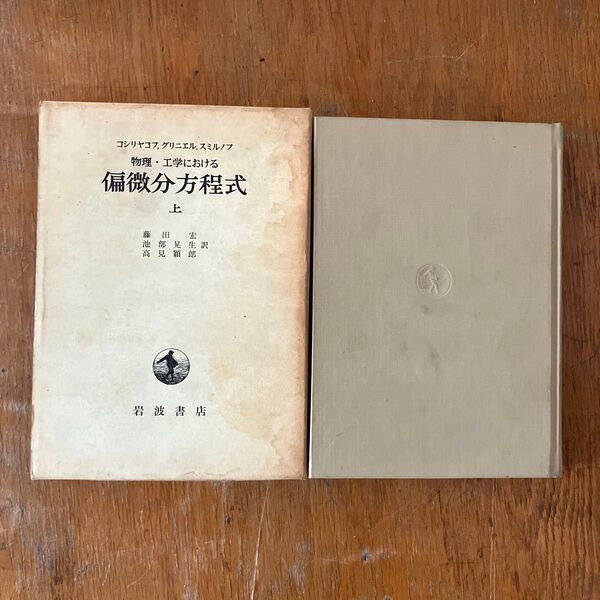 コシリヤコフ, グリニエル, スミルノフ
物理・工学における
偏微分方程式
上
藤田宏
池部晃生訳
高見穎郎
岩波書店